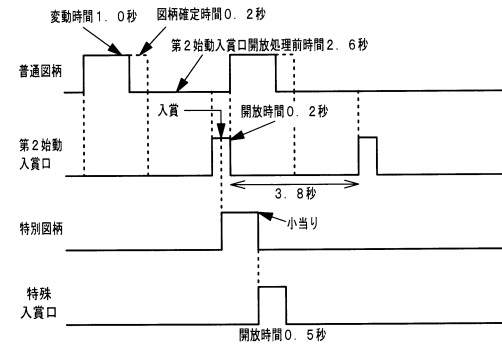 変動時間1.0秒
図柄確定時間0.2秒
第2始動入賞口開放処理前時間2.6秒
普通図柄
入賞
開放時間0.2秒
第2始動
入賞口
3.8秒
特別図柄
小当り
特殊
入賞口
開放時間0.5秒